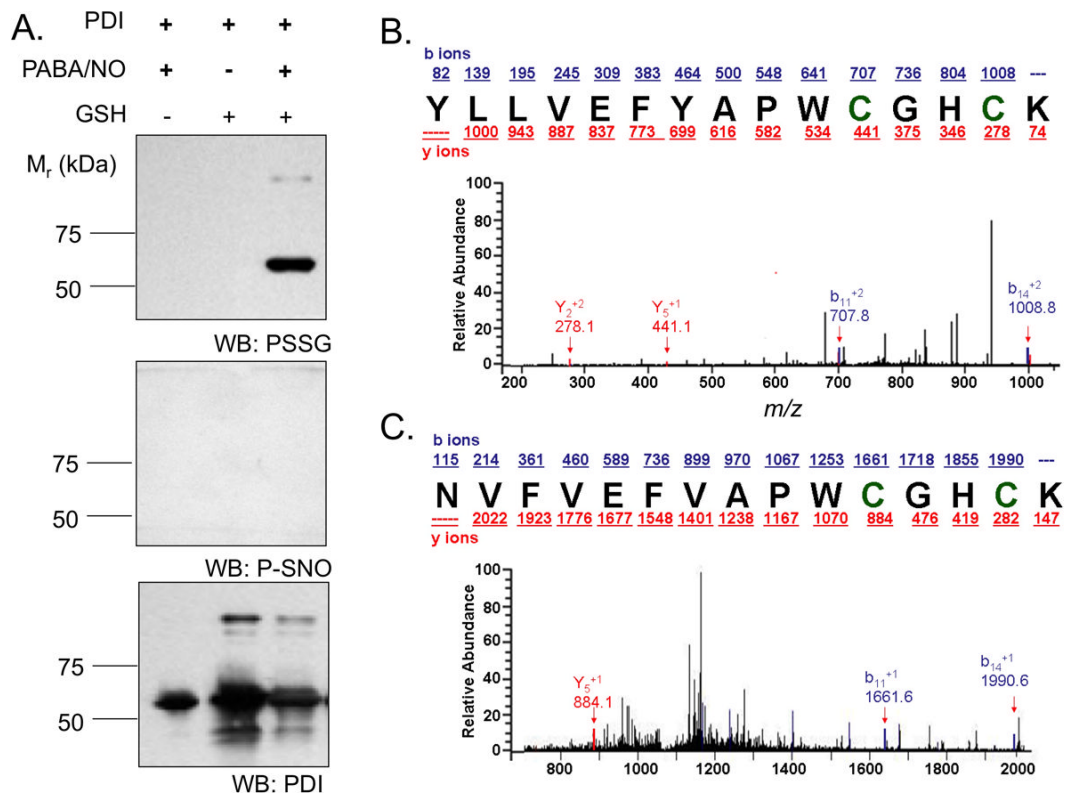 A.
PDI + + +
PABA/NO + - +
GSH - + +
Mr (kDa)
75
50
WB: PSSG
75
50
WB: P-SNO
75
50
WB: PDI
B.
b ions
82 139 195 245 309 383 464 500 548 641 707 736 804 1008 ---
Y L L V E F Y A P W C G H C K
----- 1000 943 887 837 773 699 616 582 534 441 375 346 278 74
y ions
Relative Abundance
100
80
60
40
20
0
Y2+2
278.1
Y5+1
441.1
b11+2
707.8
b14+2
1008.8
200 300 400 500 600 700 800 900 1000
m/z
C.
b ions
115 214 361 460 589 736 899 970 1067 1253 1661 1718 1855 1990 ---
N V F V E F V A P W C G H C K
----- 2022 1923 1776 1677 1548 1401 1238 1167 1070 884 476 419 282 147
y ions
Relative Abundance
100
80
60
40
20
0
Y5+1
884.1
b11+1
1661.6
b14+1
1990.6
800 1000 1200 1400 1600 1800 2000